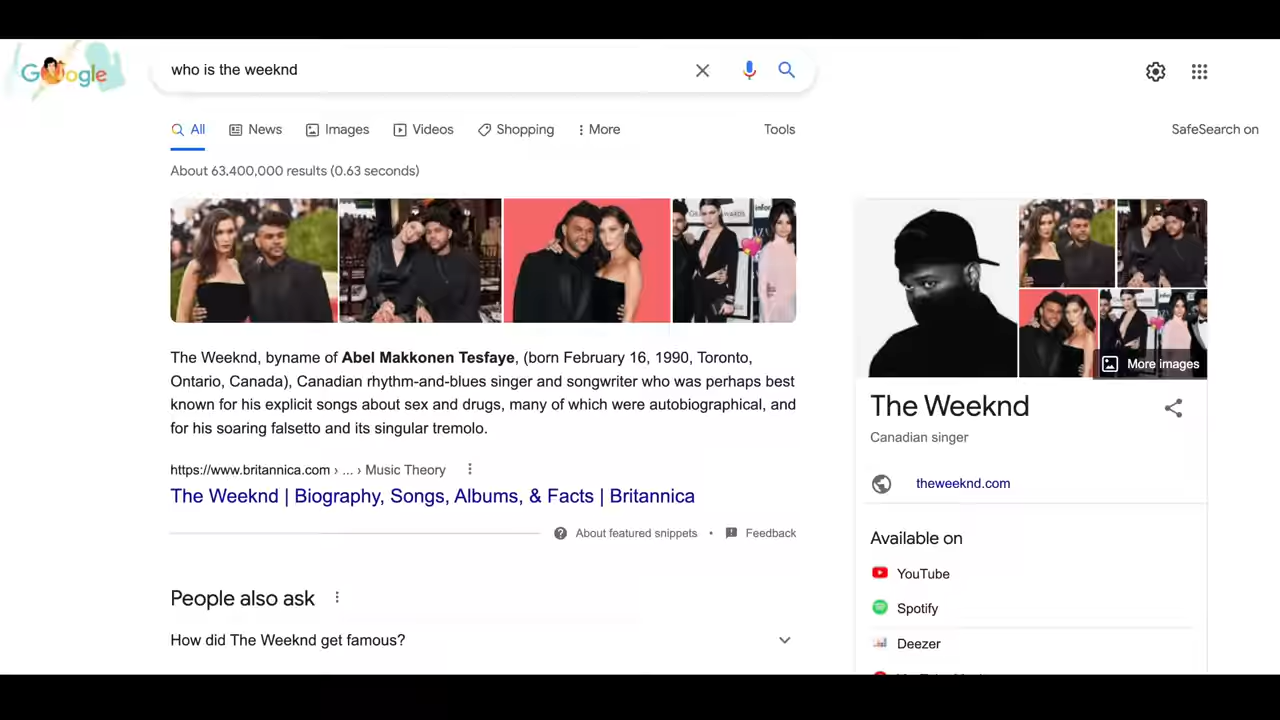 Google
who is the weeknd
All
News
Images
Videos
Shopping
More
Tools
SafeSearch on
About 63,400,000 results (0.63 seconds)
The Weeknd, byname of Abel Makkonen Tesfaye, (born February 16, 1990, Toronto,
Ontario, Canada), Canadian rhythm-and-blues singer and songwriter who was perhaps best
known for his explicit songs about sex and drugs, many of which were autobiographical, and
for his soaring falsetto and its singular tremolo.
https://www.britannica.com › ... › Music Theory
The Weeknd | Biography, Songs, Albums, & Facts | Britannica
About featured snippets • Feedback
People also ask
How did The Weeknd get famous?
More images
The Weeknd
Canadian singer
theweeknd.com
Available on
YouTube
Spotify
Deezer